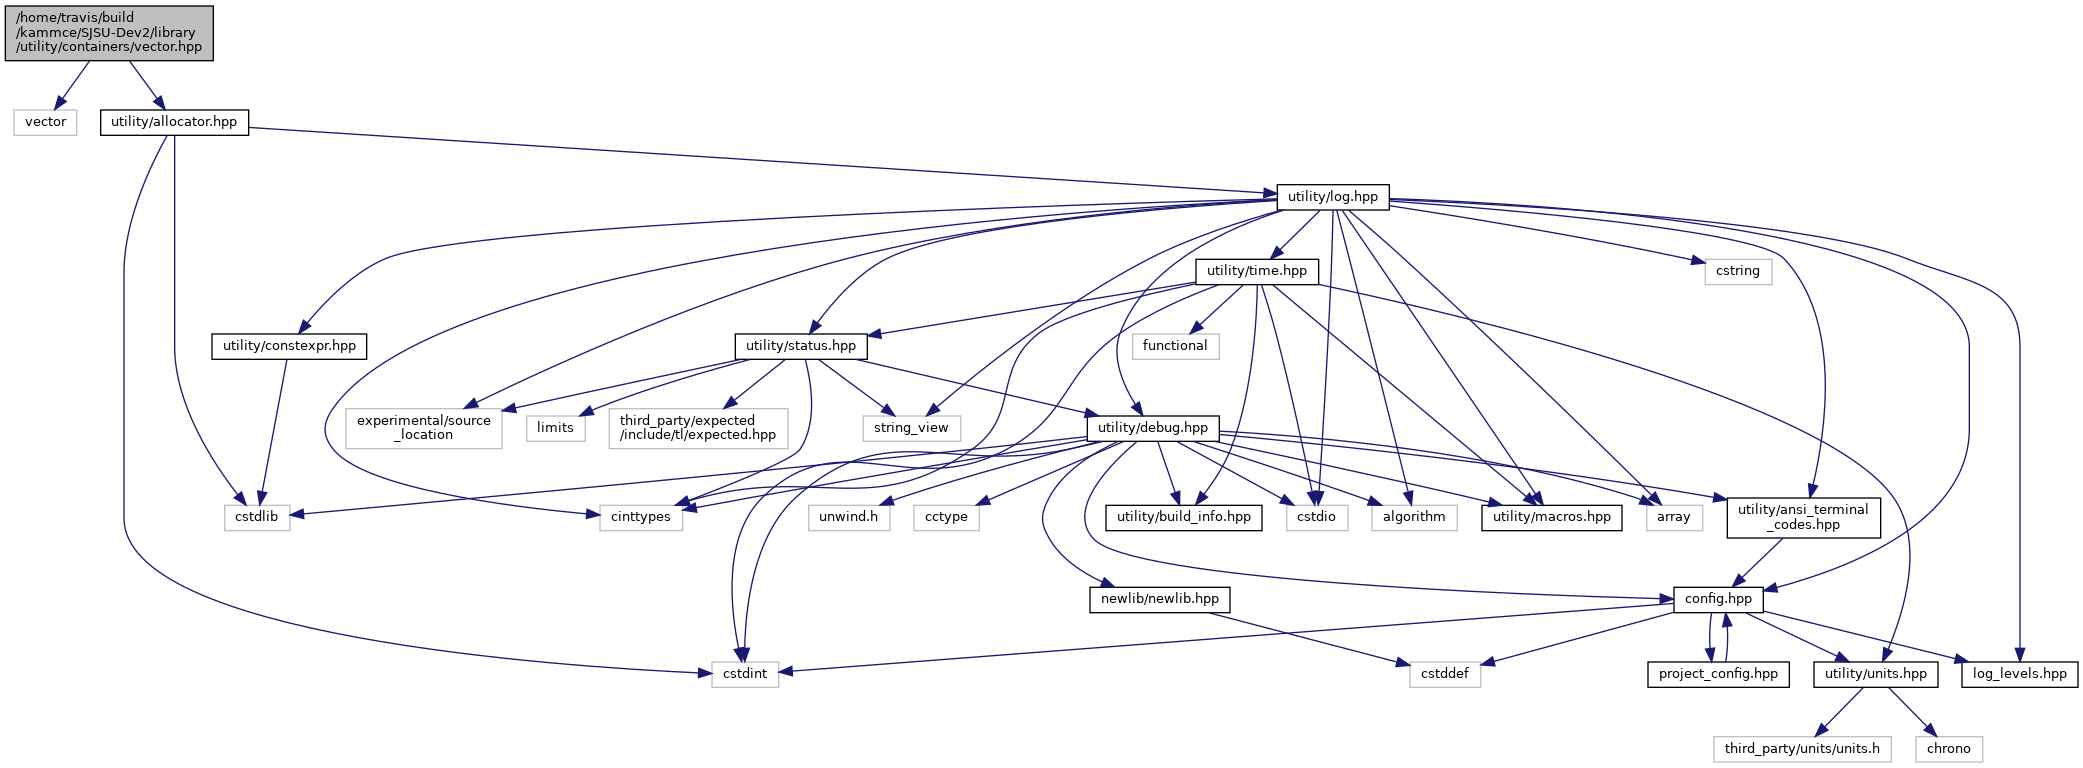 /home/travis/build
/kammce/SJSU-Dev2/library
/utility/containers/vector.hpp
vector
utility/allocator.hpp
utility/log.hpp
utility/time.hpp
cstring
utility/constexpr.hpp
utility/status.hpp
functional
experimental/source
_location
limits
third_party/expected
/include/tl/expected.hpp
string_view
utility/debug.hpp
cstdlib
cinttypes
unwind.h
cctype
utility/build_info.hpp
cstdio
algorithm
utility/macros.hpp
array
utility/ansi_terminal
_codes.hpp
newlib/newlib.hpp
config.hpp
cstdint
cstddef
project_config.hpp
utility/units.hpp
log_levels.hpp
third_party/units/units.h
chrono